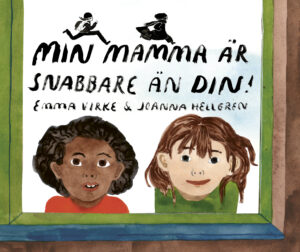 MIN MAMMA ÄR
SNABBARE ÄN DIN!
EMMA VIRKE & JOANNA HELLGREN